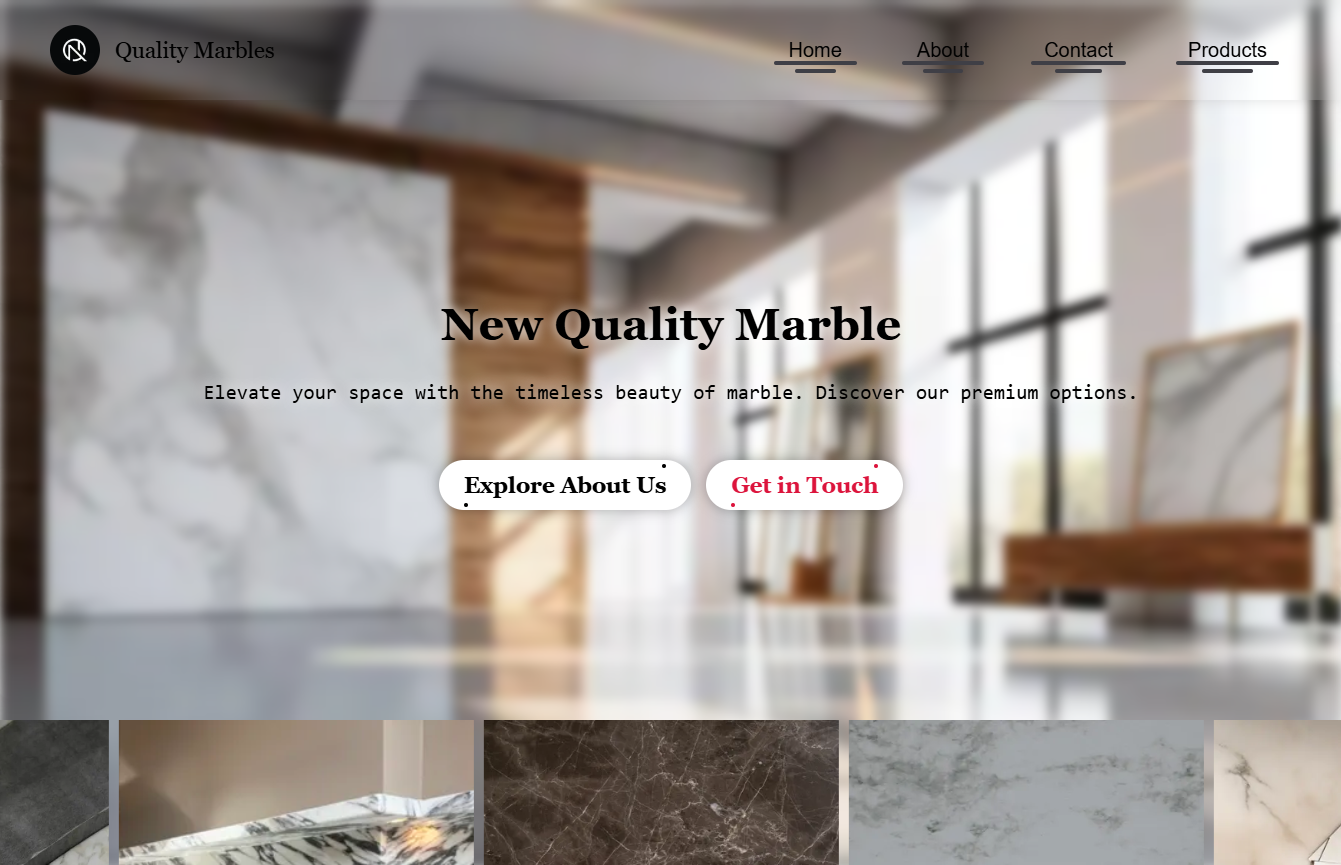 Quality Marbles
Home
About
Contact
Products
New Quality Marble
Elevate your space with the timeless beauty of marble. Discover our premium options.
Explore About Us
Get in Touch